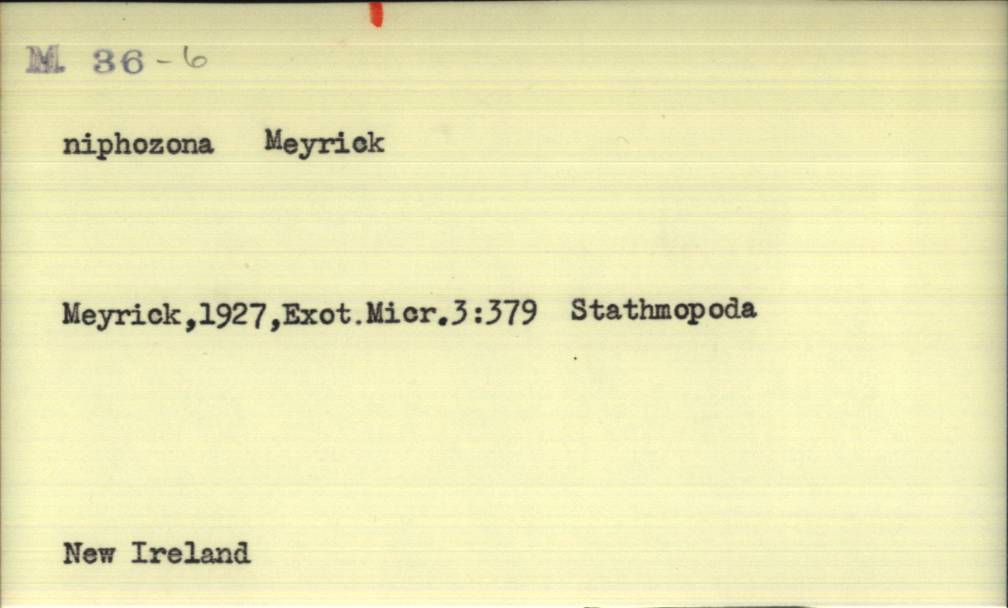 M. 36-6
niphozona Meyrick
Meyrick,1927,Exot.Micr.3:379 Stathmopoda
New Ireland